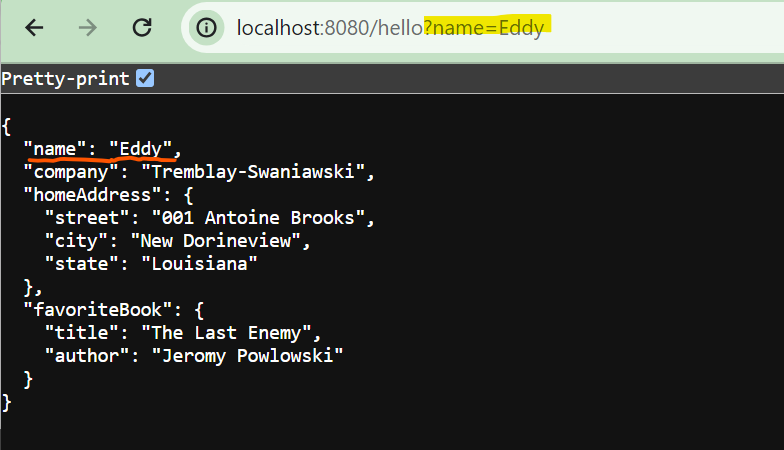 localhost:8080/hello?name=Eddy
Pretty-print
{
  "name": "Eddy",
  "company": "Tremblay-Swaniawski",
  "homeAddress": {
    "street": "001 Antoine Brooks",
    "city": "New Dorineview",
    "state": "Louisiana"
  },
  "favoriteBook": {
    "title": "The Last Enemy",
    "author": "Jeromy Powlowski"
  }
}